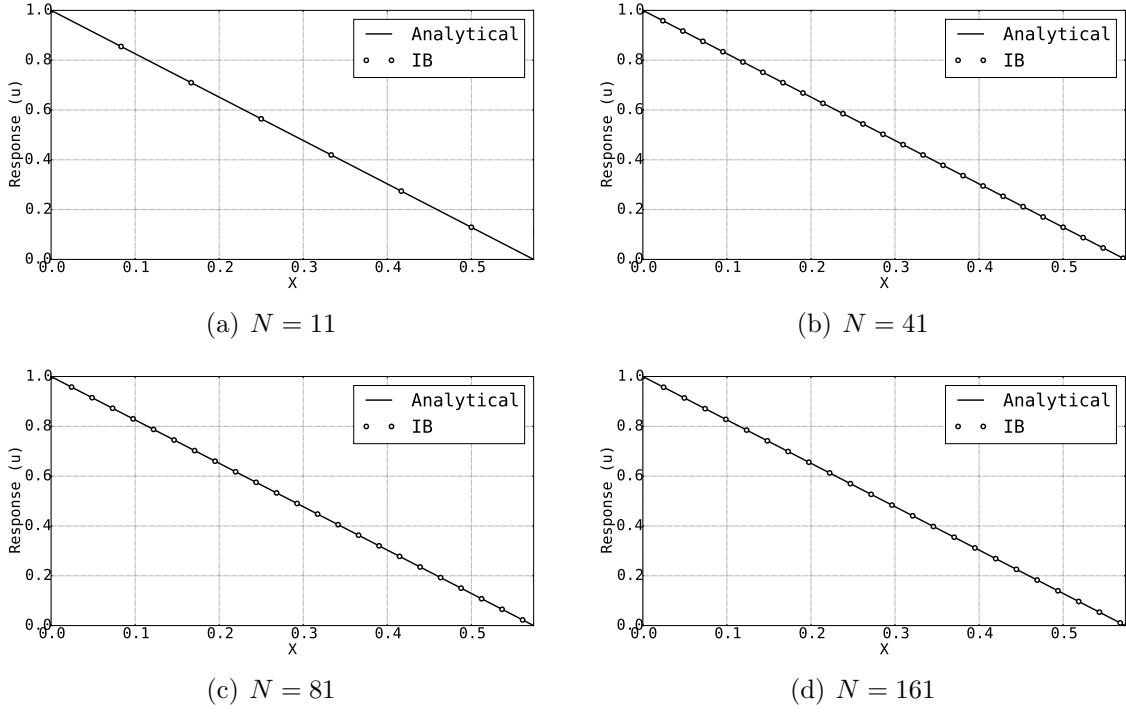 1.0
0.8
0.6
0.4
0.2
0.0
Response (u)
0.0 0.1 0.2 0.3 0.4 0.5
X
Analytical
IB
(a) N = 11
1.0
0.8
0.6
0.4
0.2
0.0
Response (u)
0.0 0.1 0.2 0.3 0.4 0.5
X
Analytical
IB
(b) N = 41
1.0
0.8
0.6
0.4
0.2
0.0
Response (u)
0.0 0.1 0.2 0.3 0.4 0.5
X
Analytical
IB
(c) N = 81
1.0
0.8
0.6
0.4
0.2
0.0
Response (u)
0.0 0.1 0.2 0.3 0.4 0.5
X
Analytical
IB
(d) N = 161